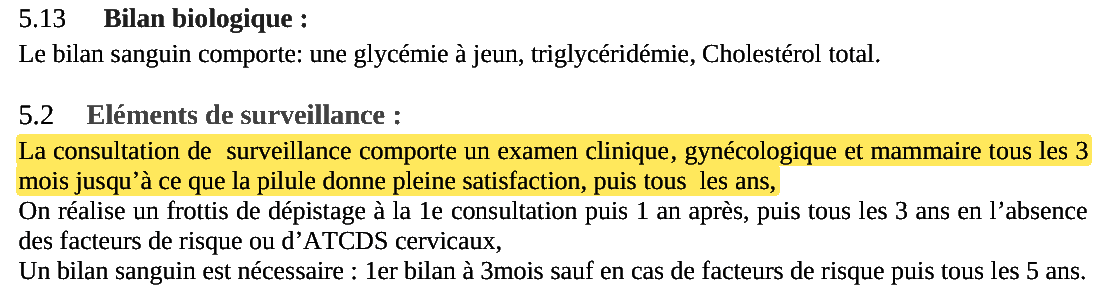 5.13 Bilan biologique :
Le bilan sanguin comporte: une glycémie à jeun, triglycéridémie, Cholestérol total.
5.2 Eléments de surveillance :
La consultation de surveillance comporte un examen clinique, gynécologique et mammaire tous les 3
mois jusqu’à ce que la pilule donne pleine satisfaction, puis tous les ans,
On réalise un frottis de dépistage à la 1e consultation puis 1 an après, puis tous les 3 ans en l’absence
des facteurs de risque ou d’ATCDS cervicaux,
Un bilan sanguin est nécessaire : 1er bilan à 3mois sauf en cas de facteurs de risque puis tous les 5 ans.